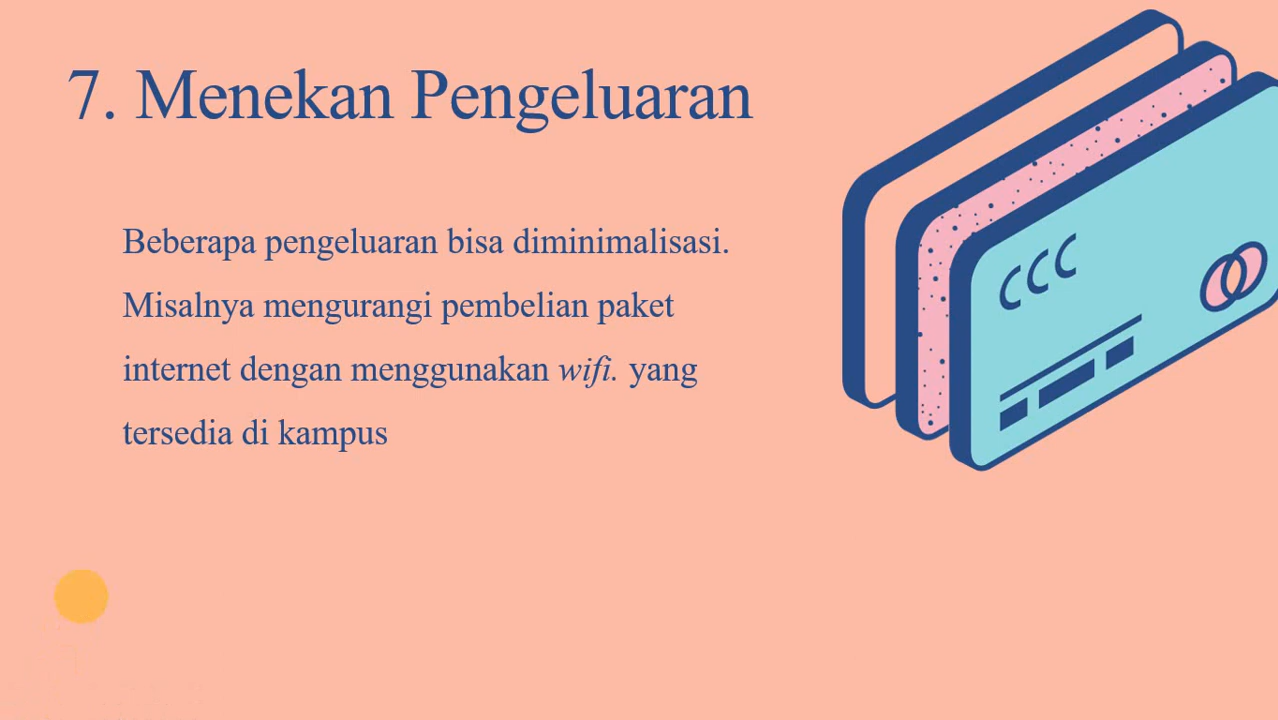 7. Menekan Pengeluaran
Beberapa pengeluaran bisa diminimalisasi.
Misalnya mengurangi pembelian paket
internet dengan menggunakan wifi. yang
tersedia di kampus